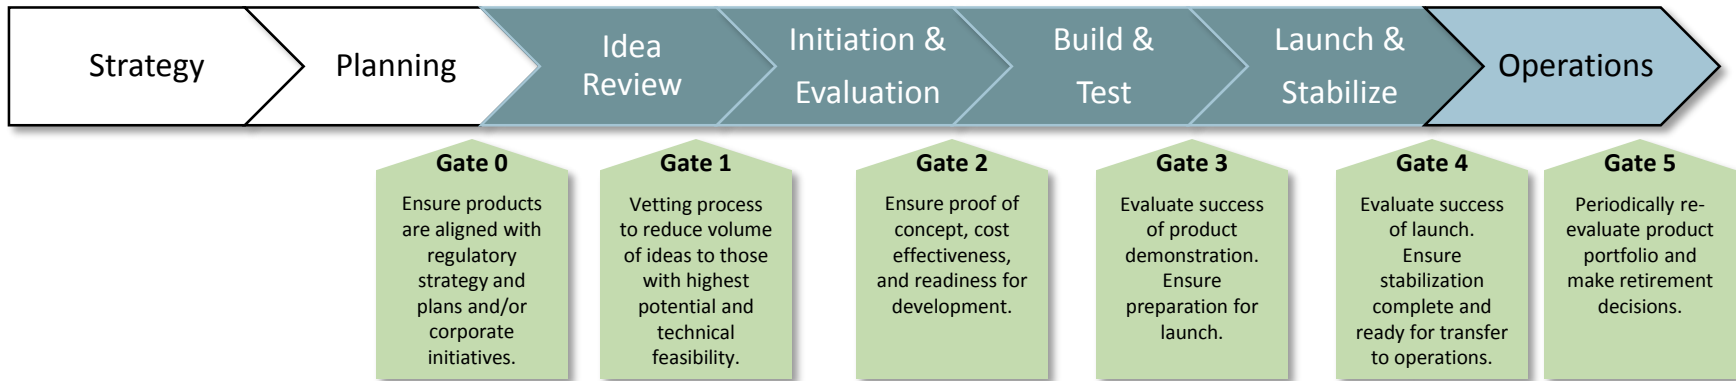 Strategy
Planning
Idea
Review
Initiation &
Evaluation
Build &
Test
Launch &
Stabilize
Operations
Gate 0
Ensure products
are aligned with
regulatory
strategy and
plans and/or
corporate
initiatives.
Gate 1
Vetting process
to reduce volume
of ideas to those
with highest
potential and
technical
feasibility.
Gate 2
Ensure proof of
concept, cost
effectiveness,
and readiness for
development.
Gate 3
Evaluate success
of product
demonstration.
Ensure
preparation for
launch.
Gate 4
Evaluate success
of launch.
Ensure
stabilization
complete and
ready for transfer
to operations.
Gate 5
Periodically re-
evaluate product
portfolio and
make retirement
decisions.